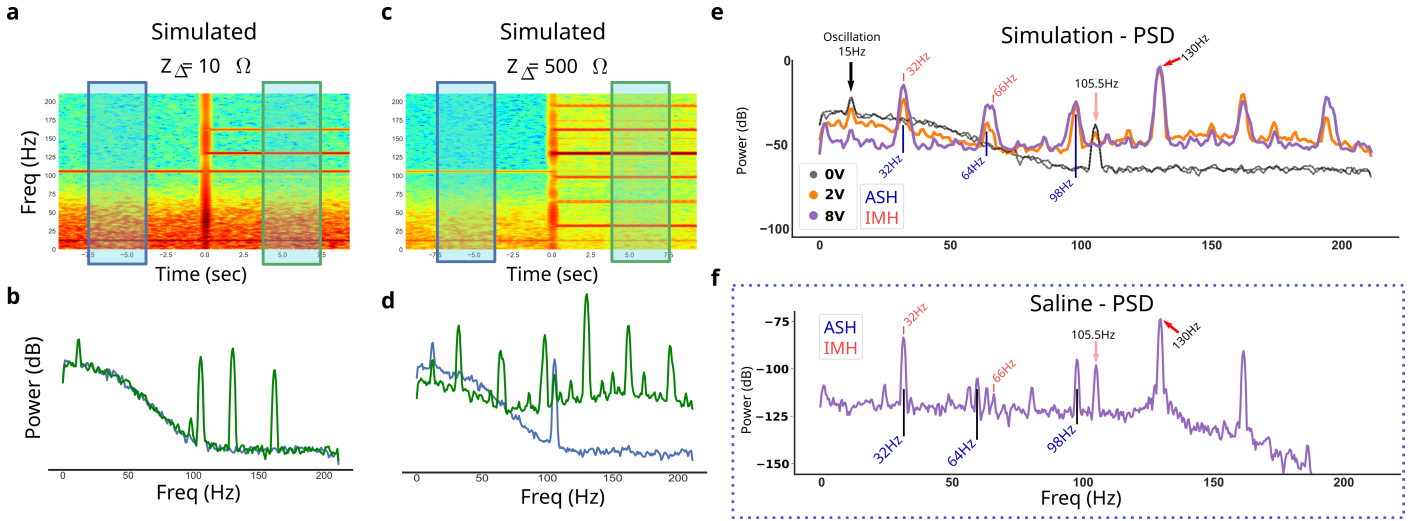 a
Simulated
Z△= 10 Ω
Freq (Hz)
200
175
150
125
100
75
50
25
0
-7.5
-5.0
-2.5
0.0
2.5
5.0
7.5
Time (sec)
b
Power (dB)
0
50
100
150
200
Freq (Hz)
c
Simulated
Z△= 500 Ω
200
175
150
125
100
75
50
25
0
-7.5
-5.0
-2.5
0.0
2.5
5.0
7.5
Time (sec)
d
0
50
100
150
200
Freq (Hz)
e
Simulation - PSD
Oscillation
15Hz
32Hz
66Hz
105.5Hz
130Hz
Power (dB)
0
−50
−100
32Hz
64Hz
98Hz
0V
2V
8V
ASH
IMH
0
50
100
150
200
f
Saline - PSD
ASH
IMH
32Hz
66Hz
105.5Hz
130Hz
Power (dB)
−75
−100
−125
−150
32Hz
64Hz
98Hz
0
50
100
150
200
Freq (Hz)